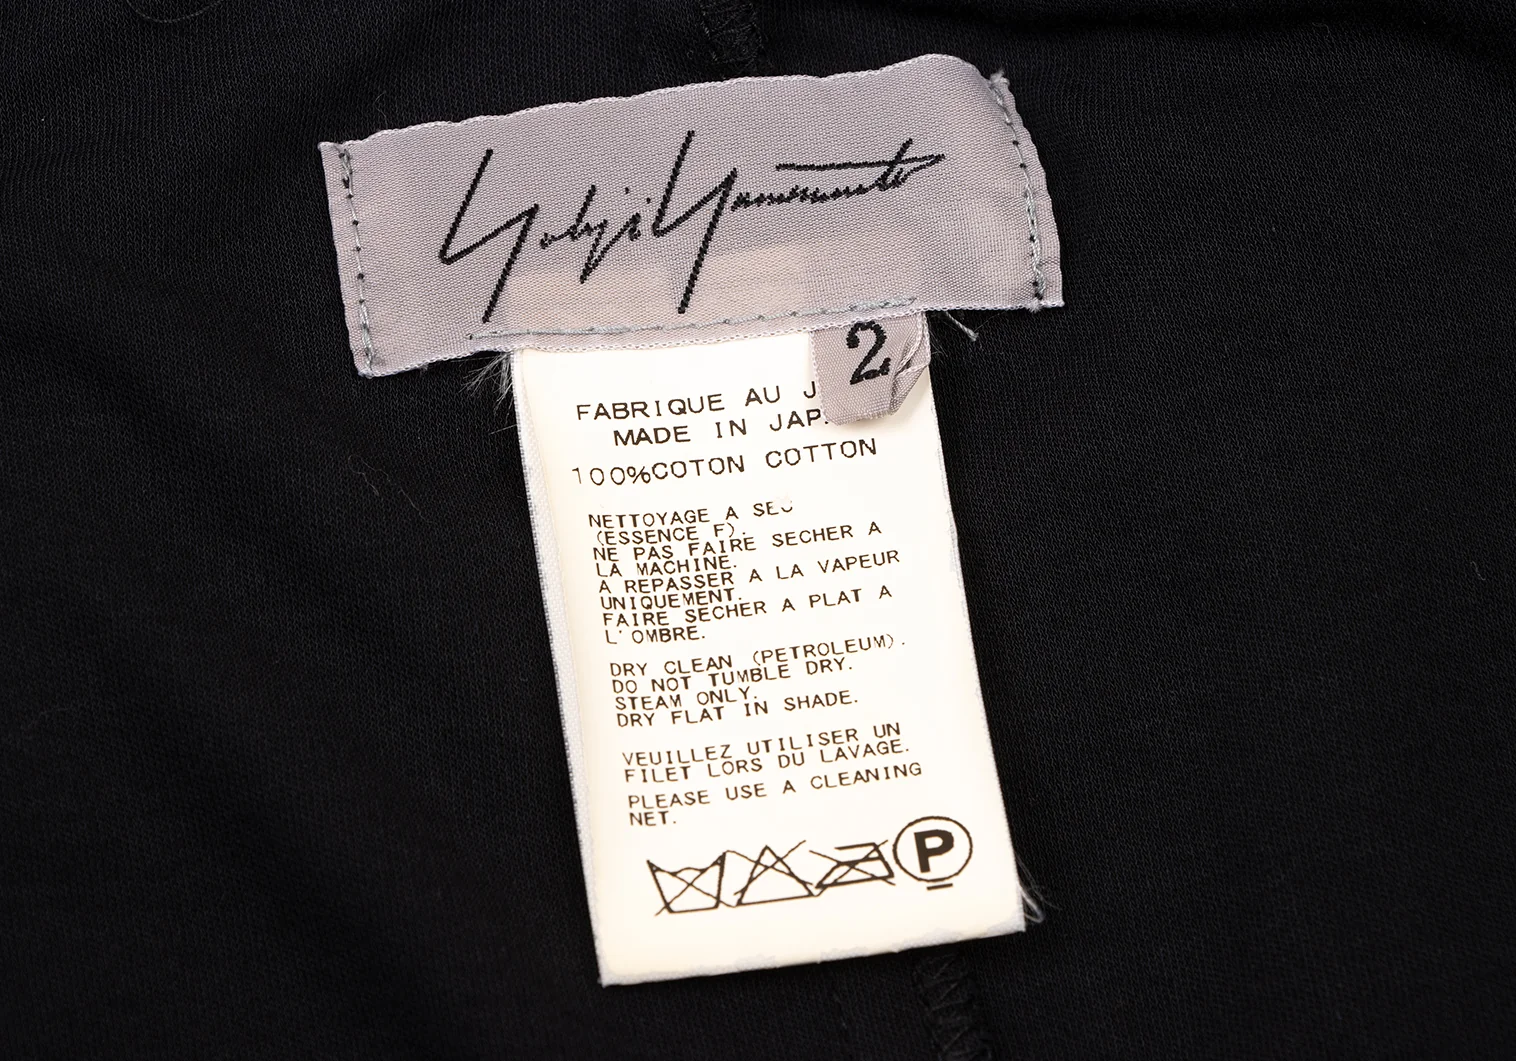 Yohji Yamamoto
2
FABRIQUE AU
MADE IN
100%COTON COTTON
NETTOYAGE A SEC
(ESSENCE F).
NE PAS FAIRE SECHER A
LA MACHINE.
A REPASSER A LA VAPEUR
UNIQUEMENT.
FAIRE SECHER A PLAT A
L'OMBRE.
DRY CLEAN (PETROLEUM).
DO NOT TUMBLE DRY.
STEAM ONLY.
DRY FLAT IN SHADE.
VEUILLEZ UTILISER UN
FILET LORS DU LAVAGE.
PLEASE USE A CLEANING
NET.
P